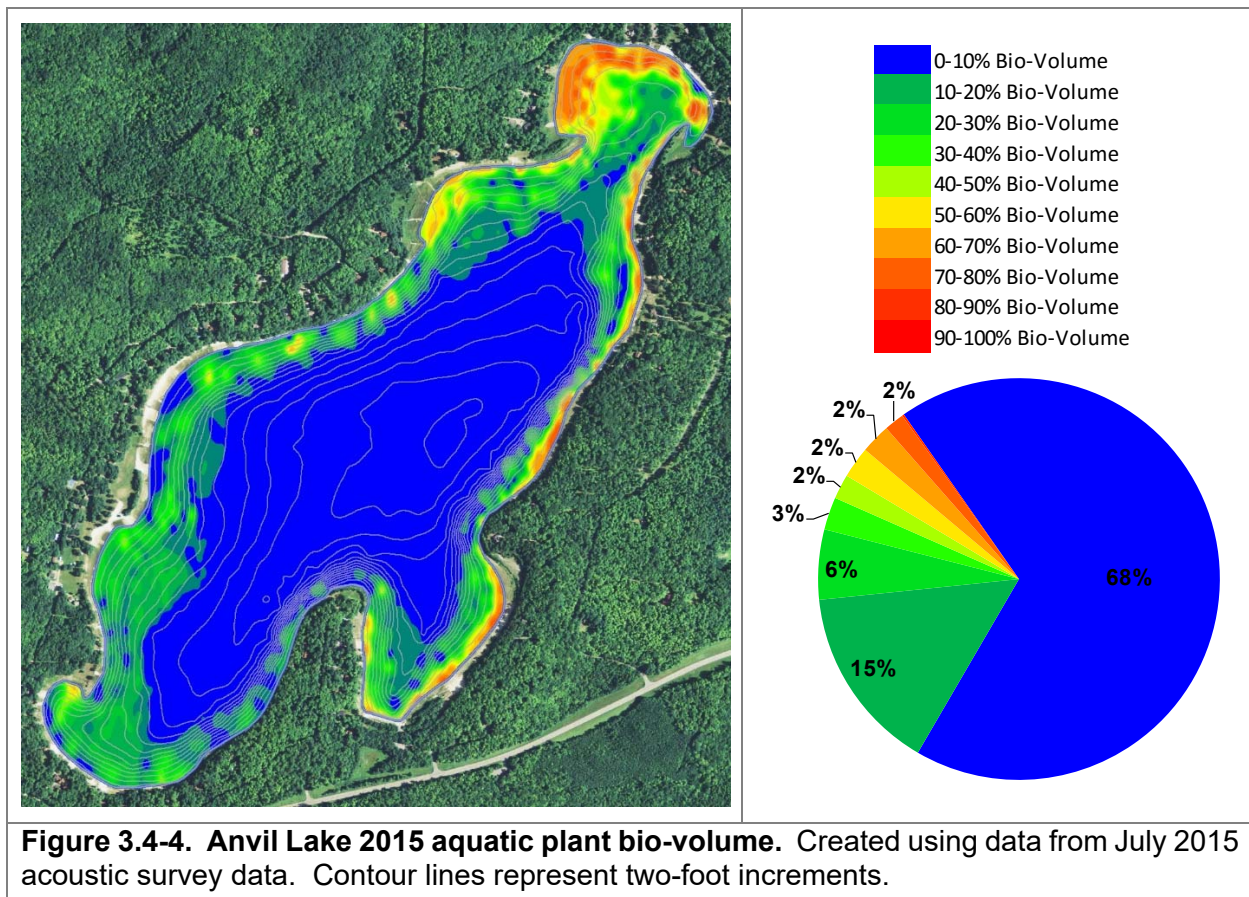 0-10% Bio-Volume
10-20% Bio-Volume
20-30% Bio-Volume
30-40% Bio-Volume
40-50% Bio-Volume
50-60% Bio-Volume
60-70% Bio-Volume
70-80% Bio-Volume
80-90% Bio-Volume
90-100% Bio-Volume
2%
2%
2%
2%
3%
6%
68%
15%
Figure 3.4-4. Anvil Lake 2015 aquatic plant bio-volume. Created using data from July 2015
acoustic survey data. Contour lines represent two-foot increments.